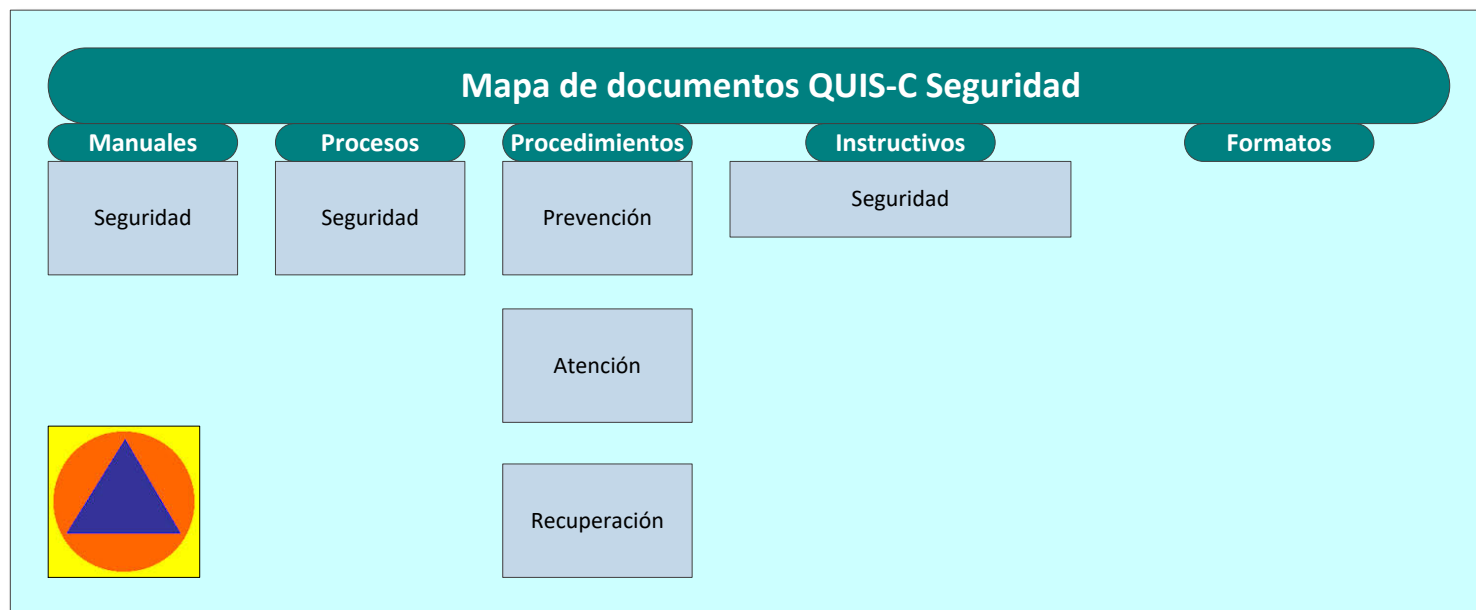 Mapa de documentos QUIS-C Seguridad
Manuales
Procesos
Procedimientos
Instructivos
Formatos
Seguridad
Seguridad
Prevención
Seguridad
Atención
Recuperación